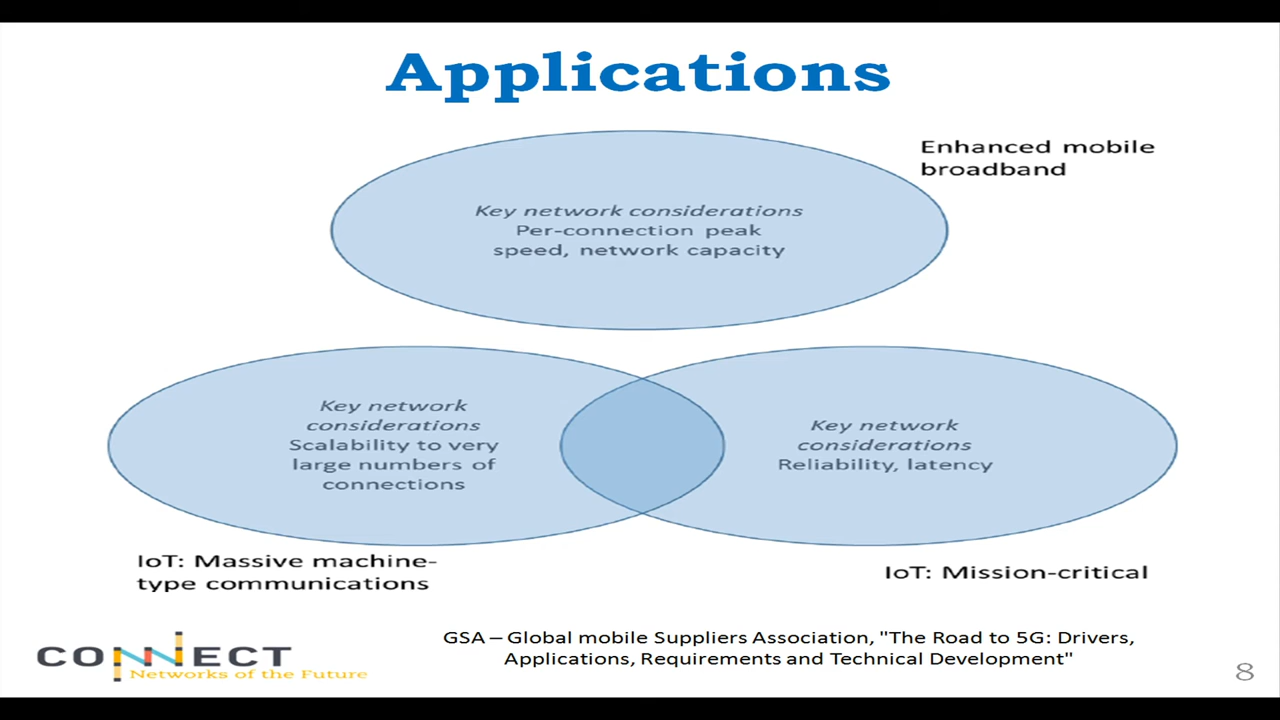 Applications
Enhanced mobile
broadband
Key network considerations
Per-connection peak
speed, network capacity
Key network
considerations
Scalability to very
large numbers of
connections
Key network
considerations
Reliability, latency
IoT: Massive machine-
type communications
IoT: Mission-critical
GSA – Global mobile Suppliers Association, "The Road to 5G: Drivers,
Applications, Requirements and Technical Development"
CONNECT
Networks of the Future
8